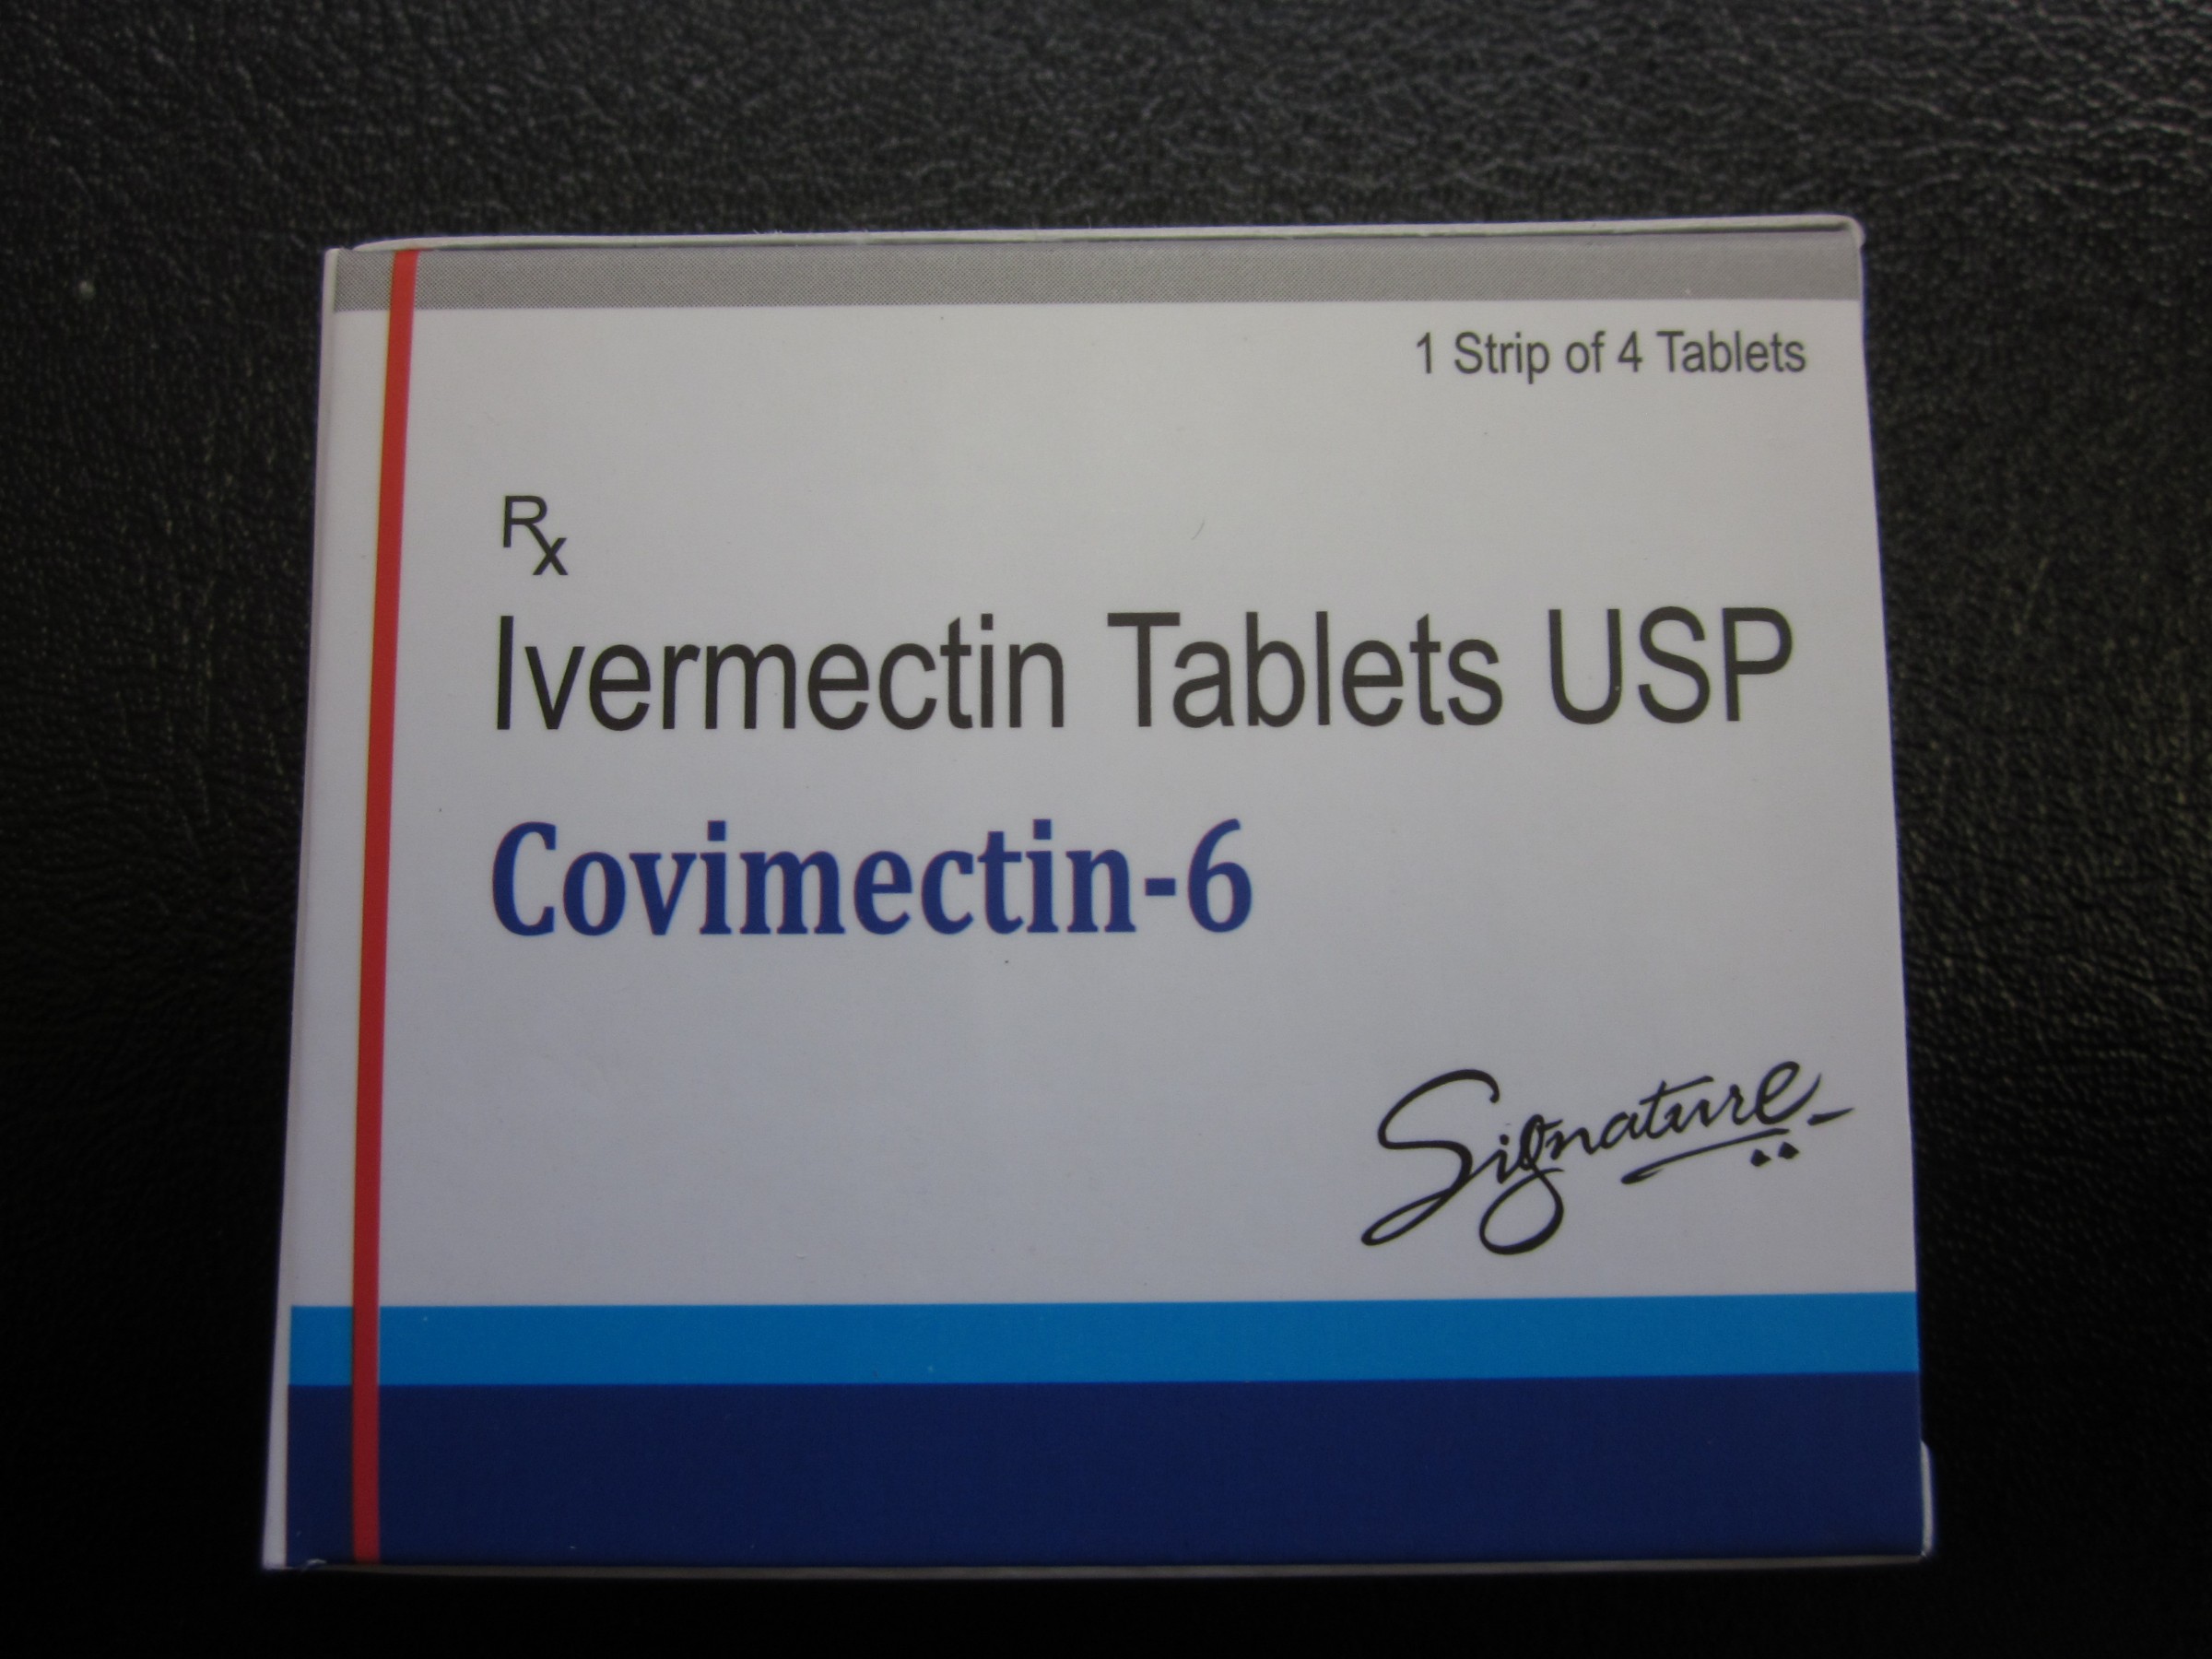 1 Strip of 4 Tablets
Rx
Ivermectin Tablets USP
Covimectin-6
Signature